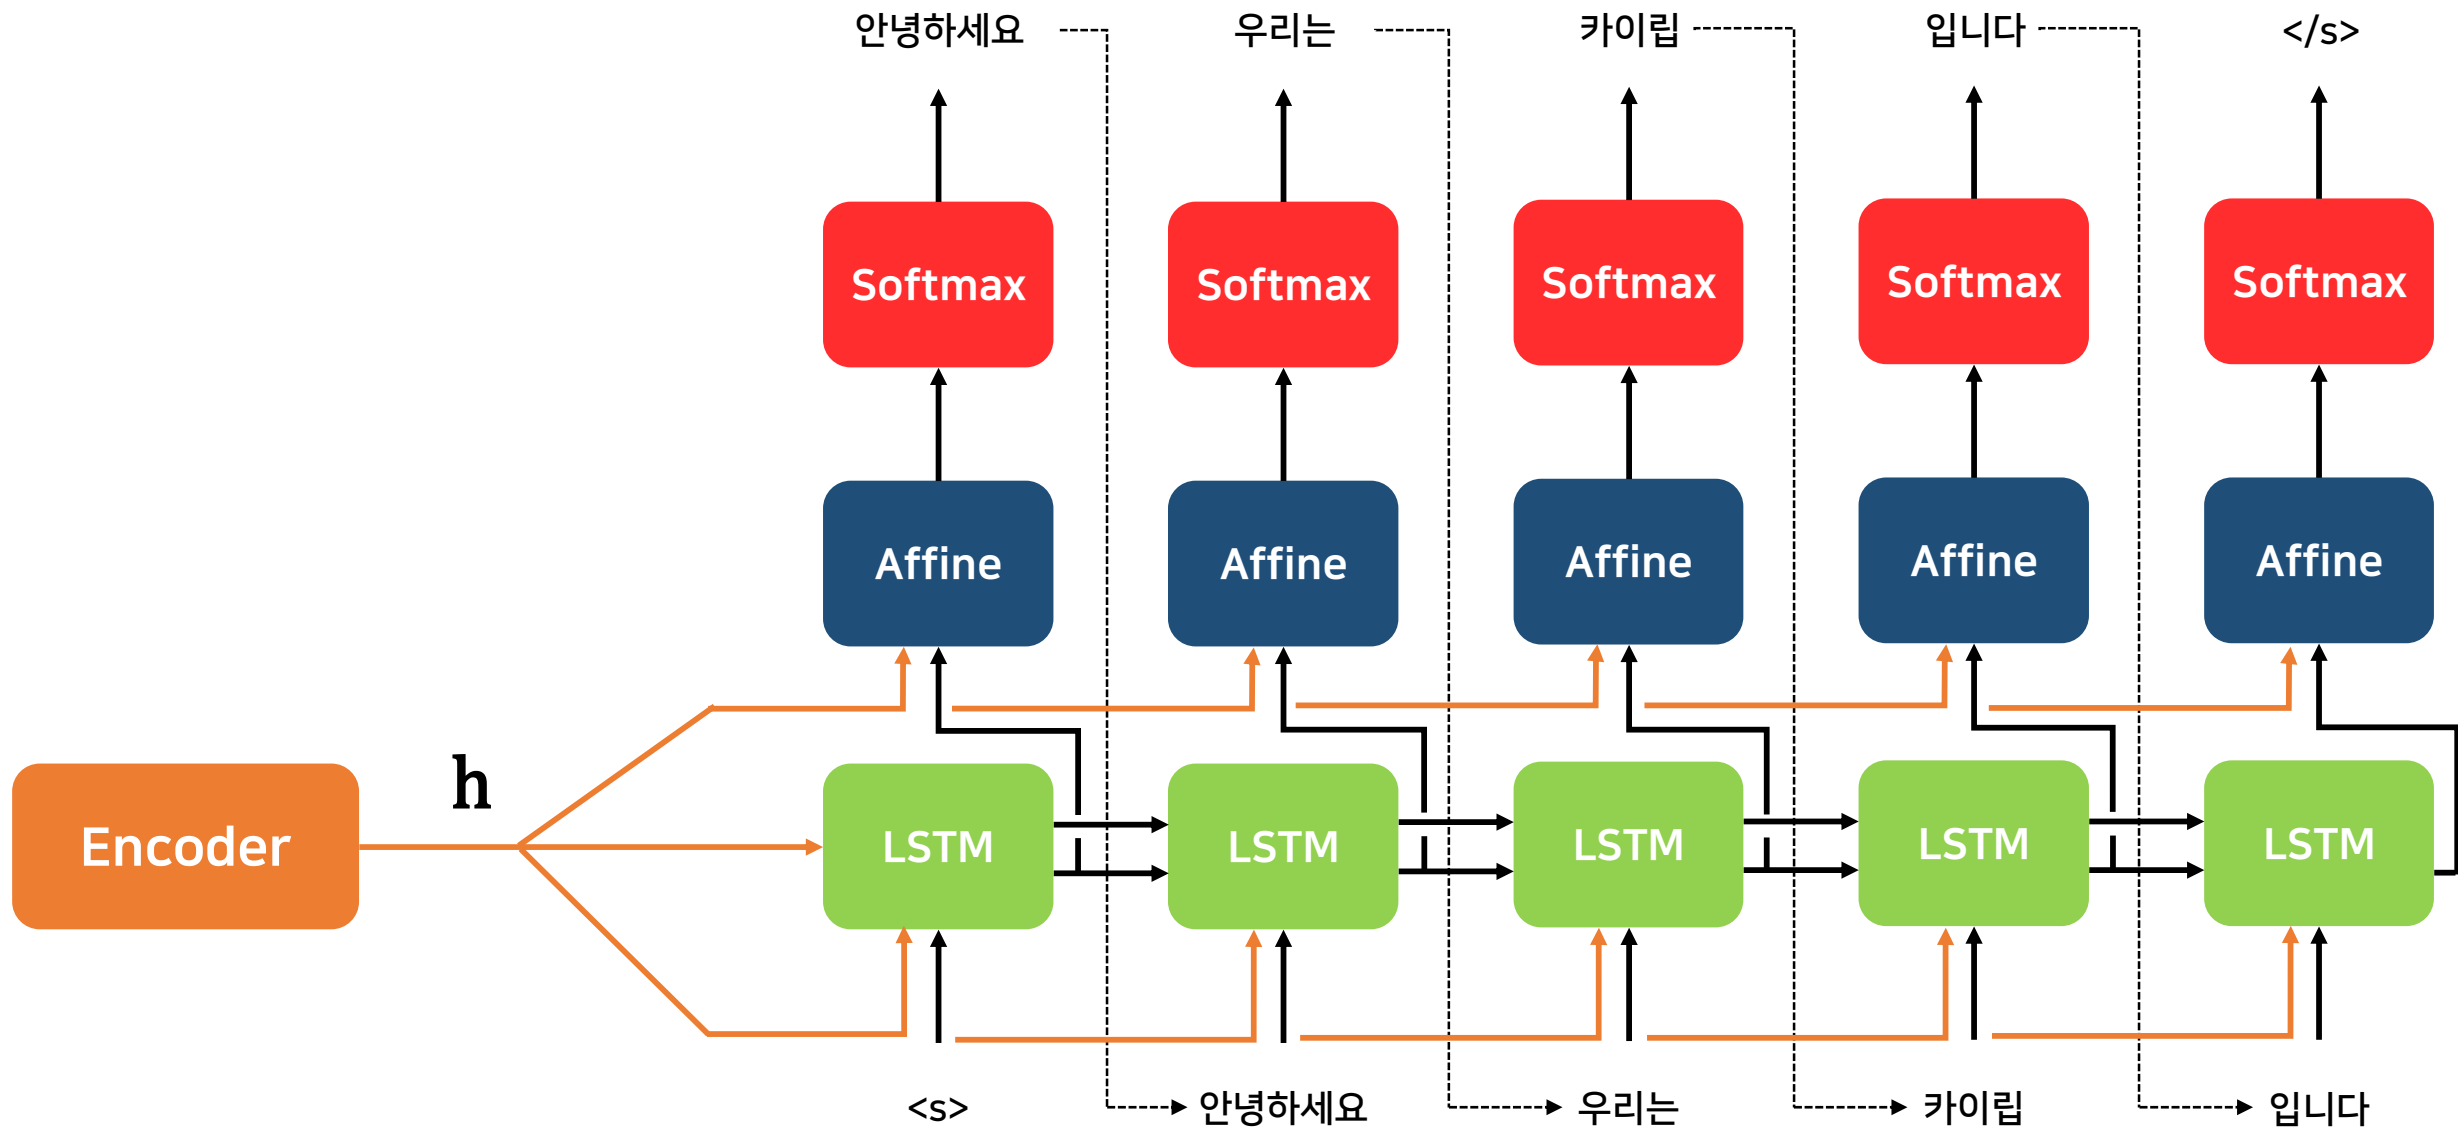 안녕하세요 우리는 카이립 입니다 </s>
Softmax Softmax Softmax Softmax Softmax
Affine Affine Affine Affine Affine
h
Encoder LSTM LSTM LSTM LSTM LSTM
<s> 안녕하세요 우리는 카이립 입니다